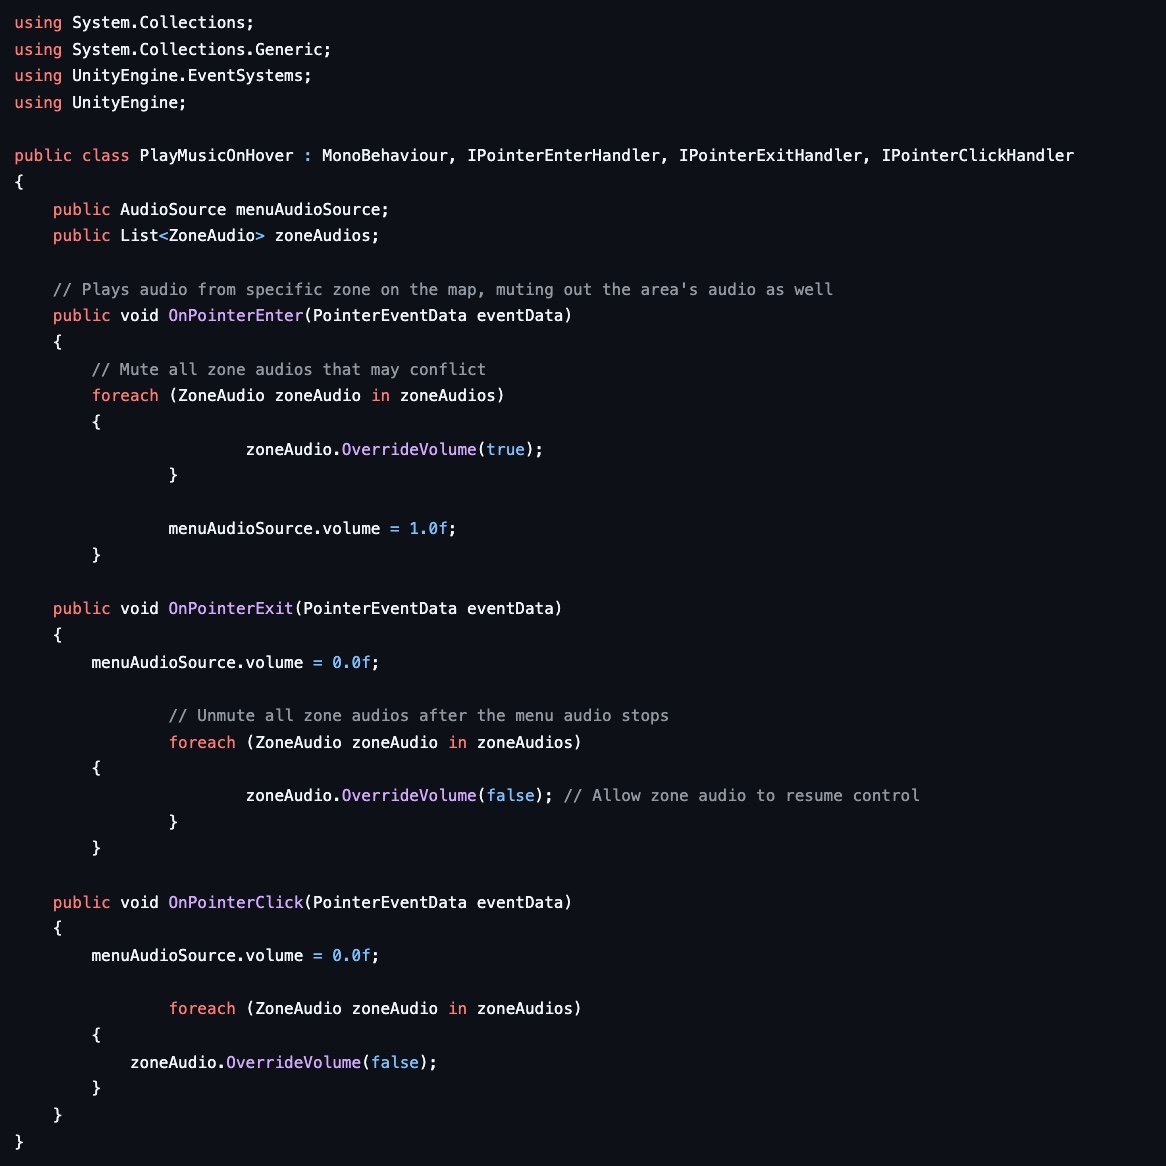 using System.Collections;
using System.Collections.Generic;
using UnityEngine.EventSystems;
using UnityEngine;

public class PlayMusicOnHover : MonoBehaviour, IPointerEnterHandler, IPointerExitHandler, IPointerClickHandler
{
    public AudioSource menuAudioSource;
    public List<ZoneAudio> zoneAudios;

    // Plays audio from specific zone on the map, muting out the area's audio as well
    public void OnPointerEnter(PointerEventData eventData)
    {
        // Mute all zone audios that may conflict
        foreach (ZoneAudio zoneAudio in zoneAudios)
        {
                        zoneAudio.OverrideVolume(true);
                }

                menuAudioSource.volume = 1.0f;
        }

    public void OnPointerExit(PointerEventData eventData)
    {
        menuAudioSource.volume = 0.0f;

                // Unmute all zone audios after the menu audio stops
                foreach (ZoneAudio zoneAudio in zoneAudios)
        {
                        zoneAudio.OverrideVolume(false); // Allow zone audio to resume control
                }
        }

    public void OnPointerClick(PointerEventData eventData)
    {
        menuAudioSource.volume = 0.0f;

                foreach (ZoneAudio zoneAudio in zoneAudios)
        {
            zoneAudio.OverrideVolume(false);
        }
    }
}